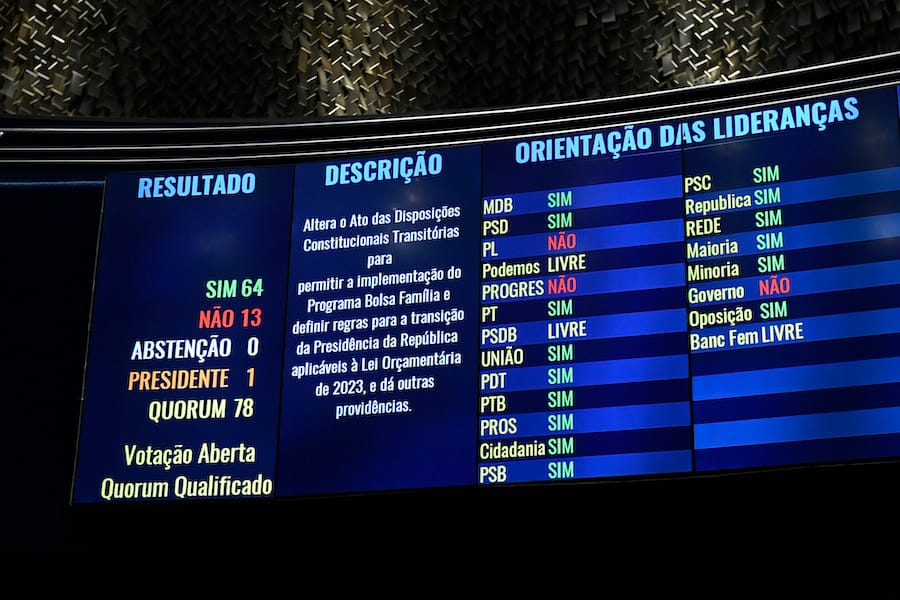 RESULTADO
SIM 64
NÃO 13
ABSTENÇÃO 0
PRESIDENTE 1
QUORUM 78
Votação Aberta
Quorum Qualificado
DESCRIÇÃO
Altera o Ato das Disposições
Constitucionais Transitórias
para
permitir a implementação do
Programa Bolsa Família e
definir regras para a transição
da Presidência da República
aplicáveis à Lei Orçamentária
de 2023, e dá outras
providências.
ORIENTAÇÃO DAS LIDERANÇAS
MDB SIM
PSD SIM
PL NÃO
Podemos LIVRE
PROGRES NÃO
PT SIM
PSDB LIVRE
UNIÃO SIM
PDT SIM
PTB SIM
PROS SIM
Cidadania SIM
PSB SIM
PSC SIM
Republica SIM
REDE SIM
Maioria SIM
Minoria SIM
Governo NÃO
Oposição SIM
Banc Fem LIVRE